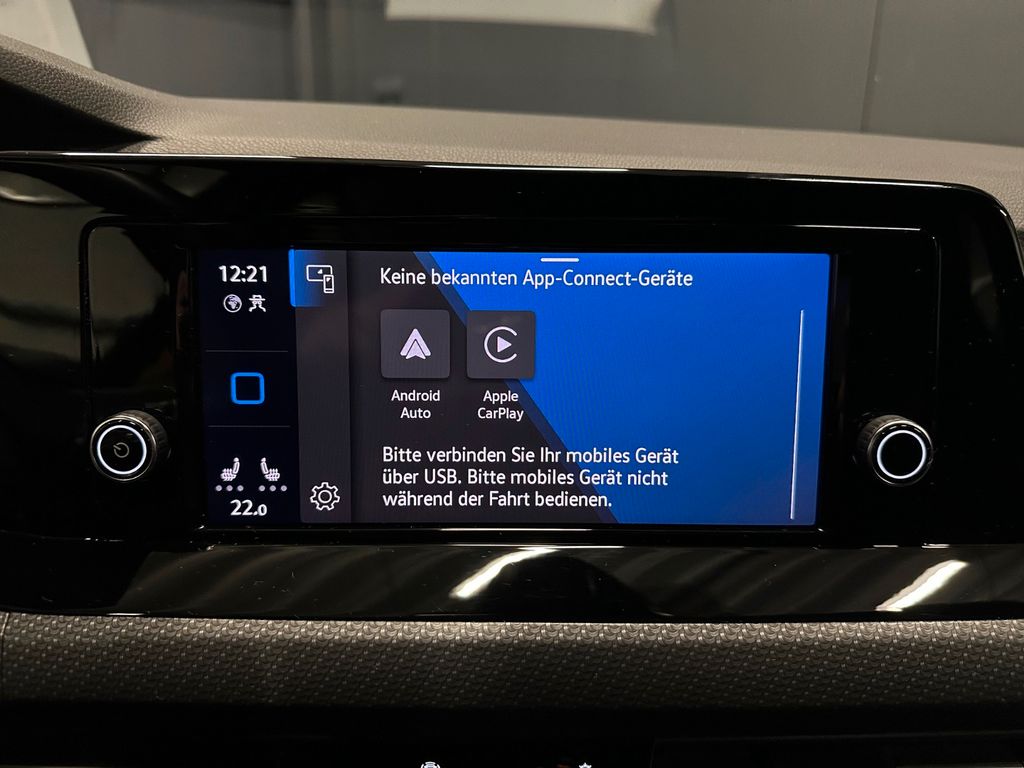 12:21
Keine bekannten App-Connect-Geräte
Android
Auto
Apple
CarPlay
Bitte verbinden Sie Ihr mobiles Gerät
über USB. Bitte mobiles Gerät nicht
während der Fahrt bedienen.
22.0